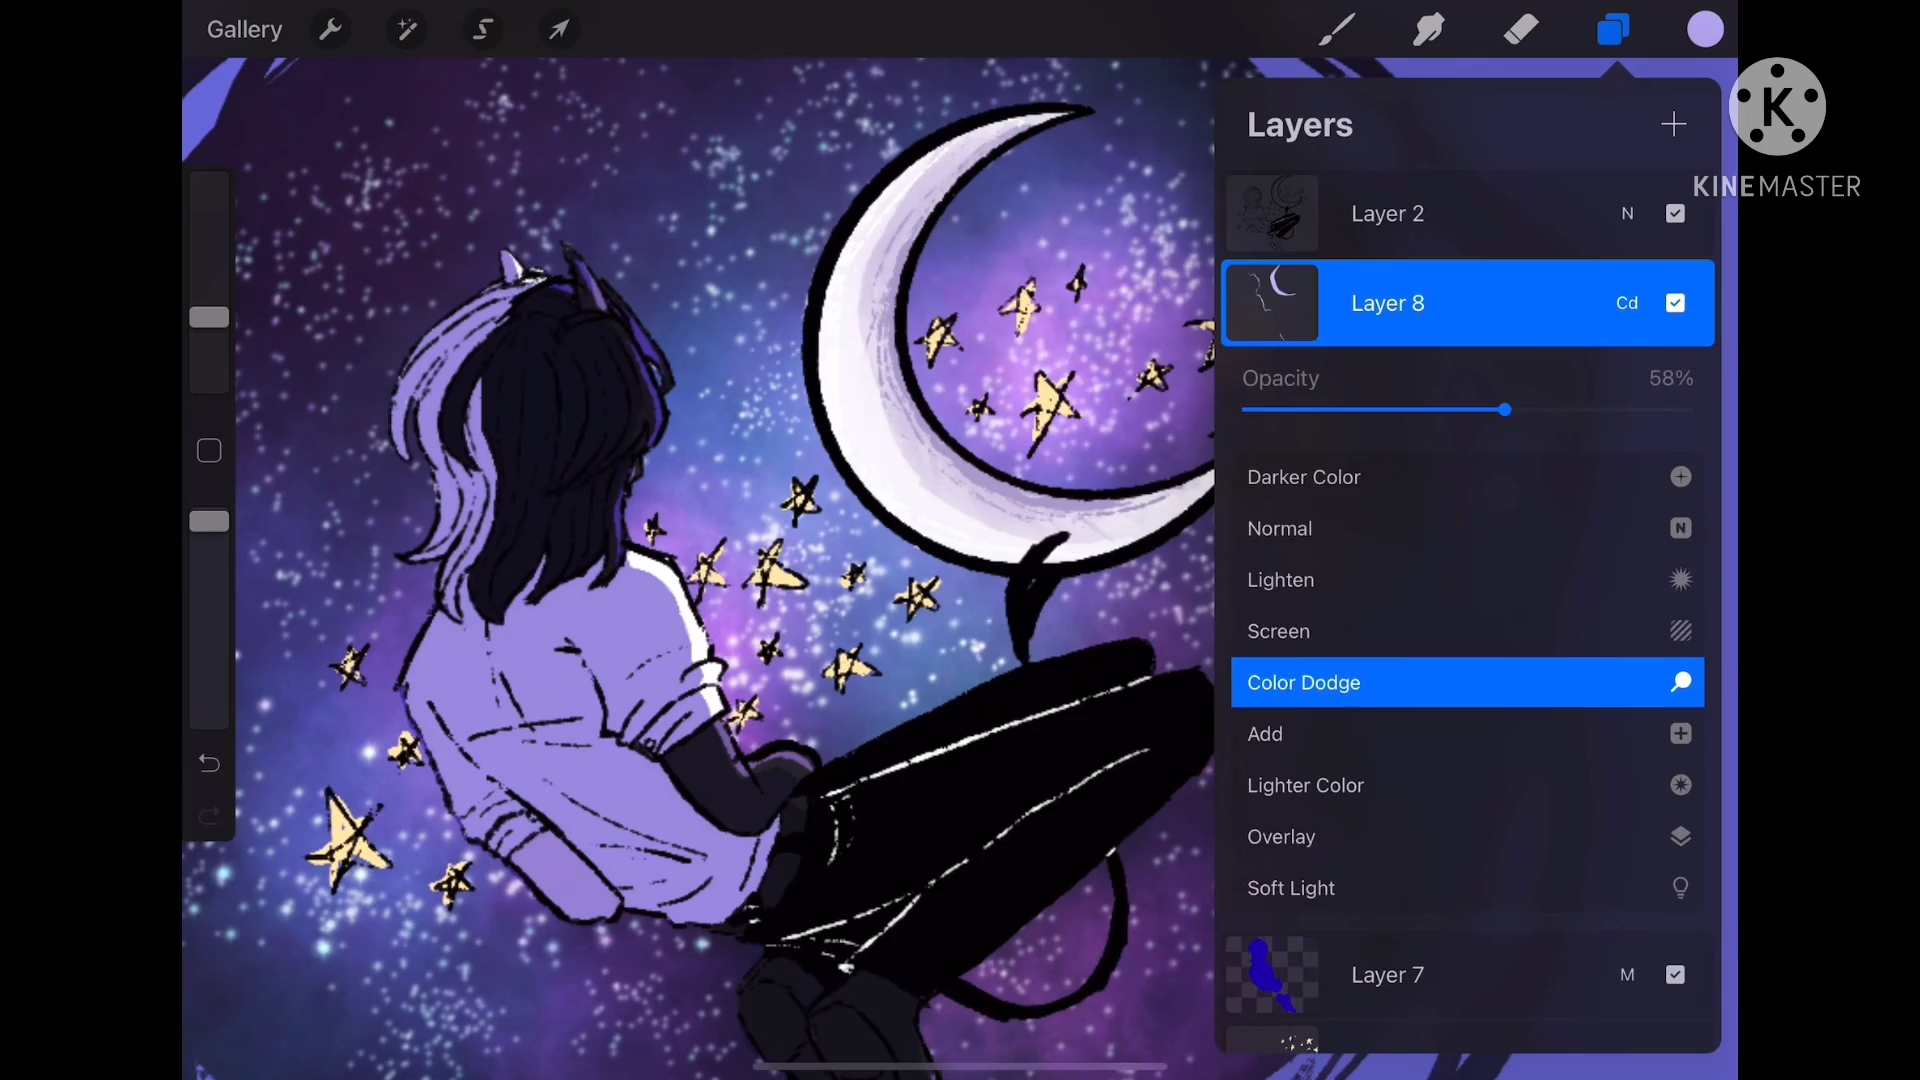 Gallery
Layers
KINEMASTER
Layer 2 N
Layer 8 Cd
Opacity 58%
Darker Color
Normal N
Lighten
Screen
Color Dodge
Add
Lighter Color
Overlay
Soft Light
Layer 7 M